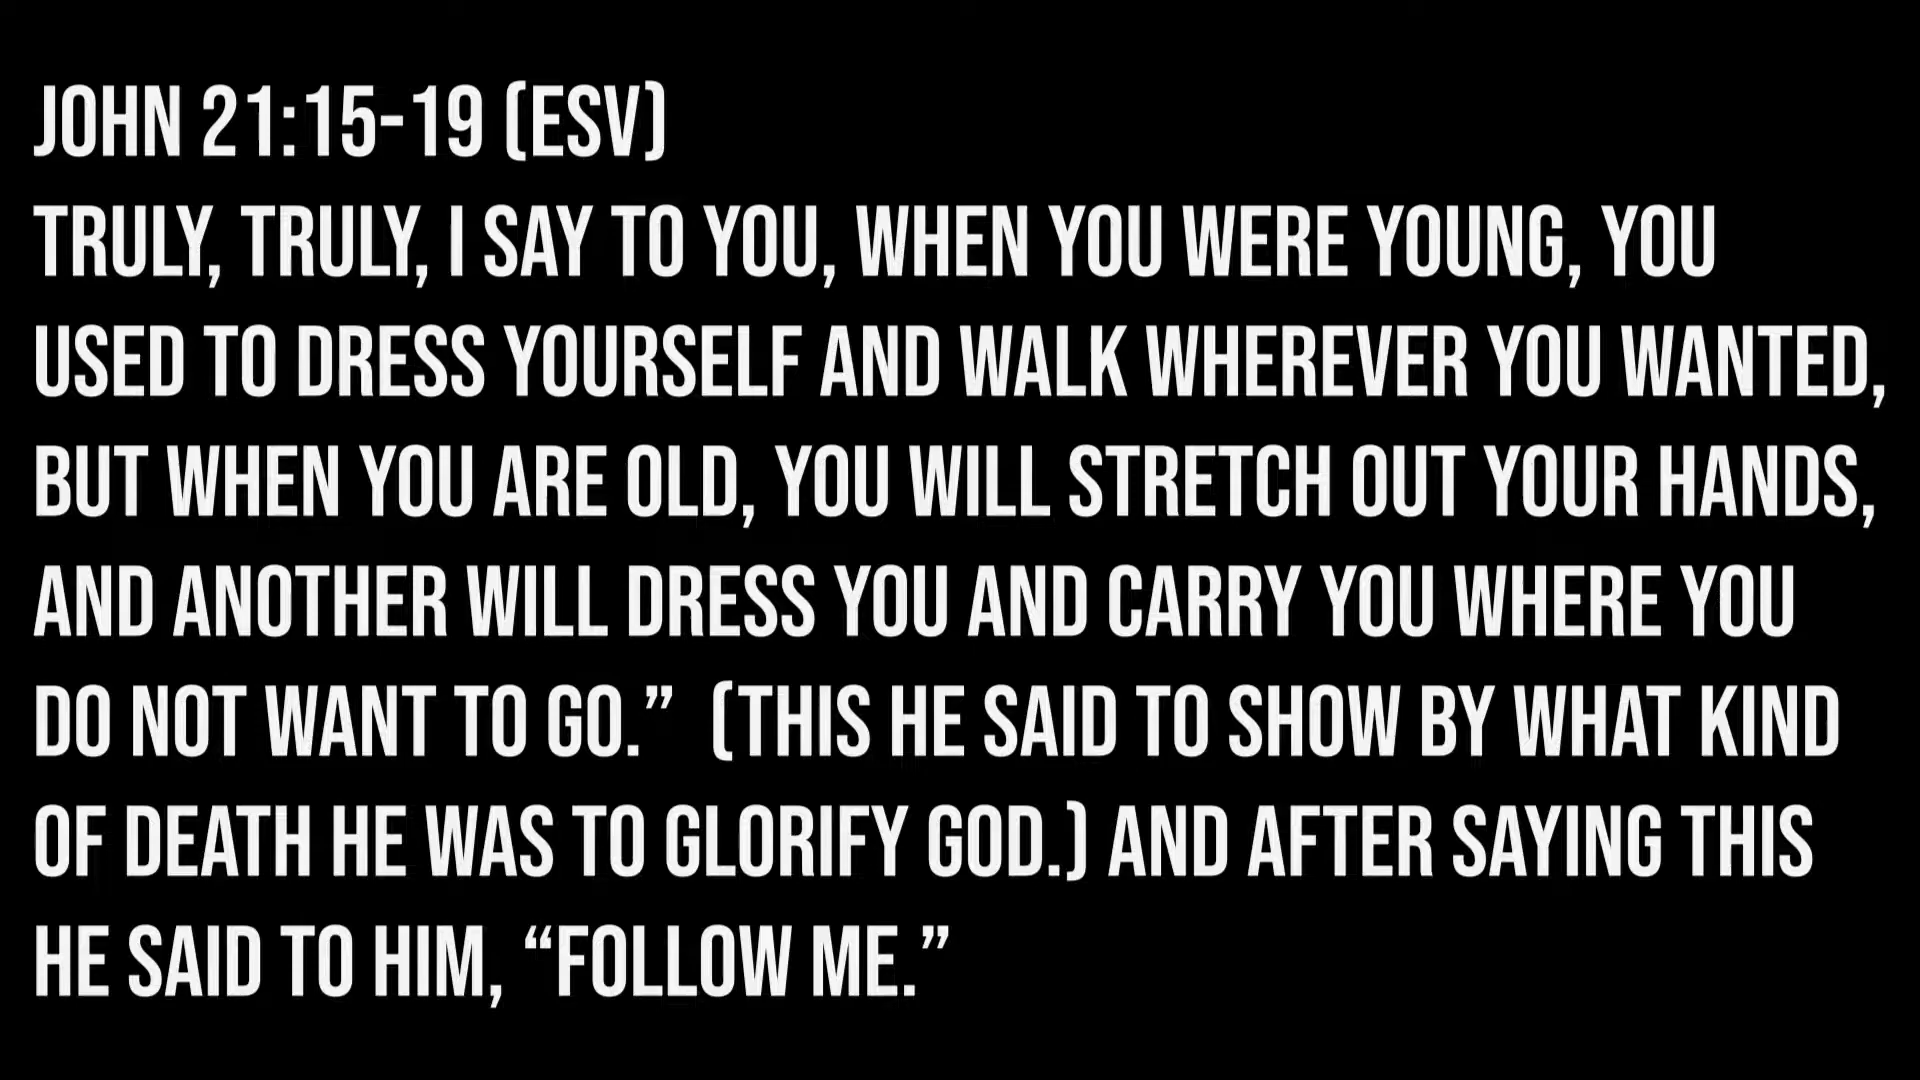 JOHN 21:15-19 (ESV)
TRULY, TRULY, I SAY TO YOU, WHEN YOU WERE YOUNG, YOU
USED TO DRESS YOURSELF AND WALK WHEREVER YOU WANTED,
BUT WHEN YOU ARE OLD, YOU WILL STRETCH OUT YOUR HANDS,
AND ANOTHER WILL DRESS YOU AND CARRY YOU WHERE YOU
DO NOT WANT TO GO.”  (THIS HE SAID TO SHOW BY WHAT KIND
OF DEATH HE WAS TO GLORIFY GOD.) AND AFTER SAYING THIS
HE SAID TO HIM, “FOLLOW ME.”